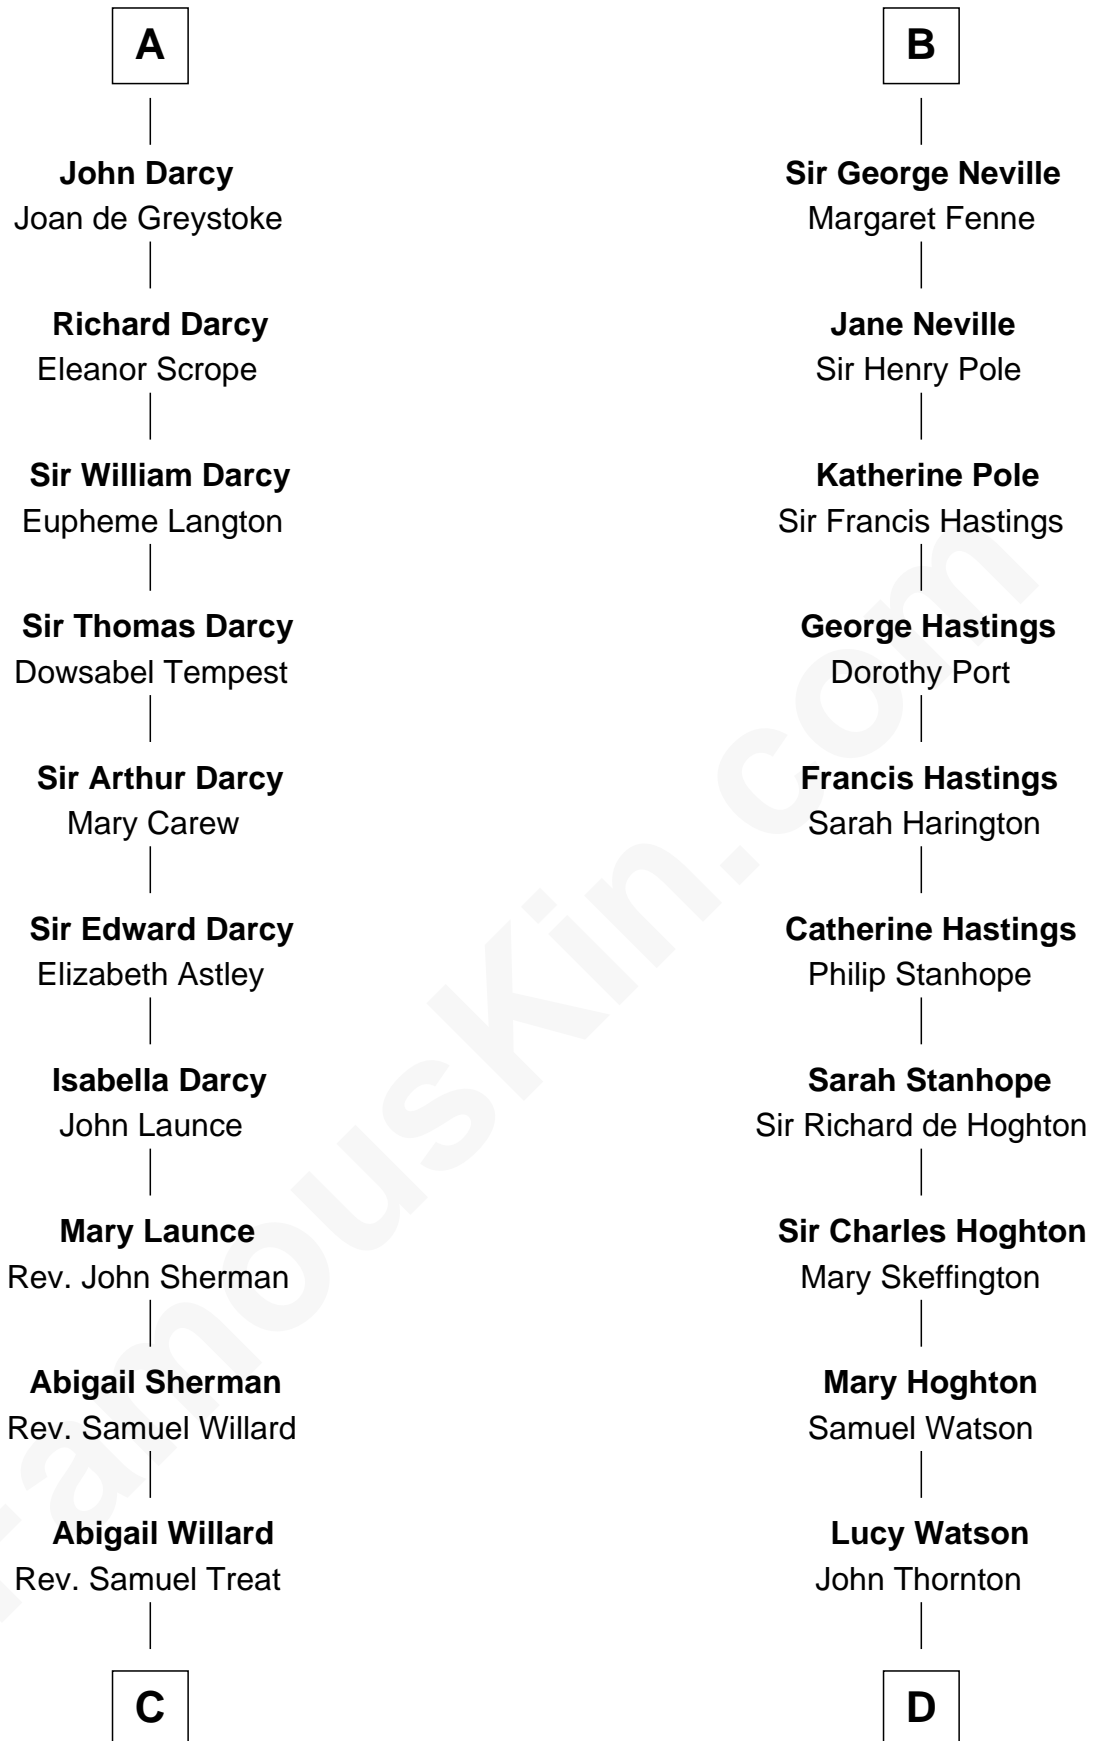 A
John Darcy
Joan de Greystoke
Richard Darcy
Eleanor Scrope
Sir William Darcy
Eupheme Langton
Sir Thomas Darcy
Dowsabel Tempest
Sir Arthur Darcy
Mary Carew
Sir Edward Darcy
Elizabeth Astley
Isabella Darcy
John Launce
Mary Launce
Rev. John Sherman
Abigail Sherman
Rev. Samuel Willard
Abigail Willard
Rev. Samuel Treat
C
B
Sir George Neville
Margaret Fenne
Jane Neville
Sir Henry Pole
Katherine Pole
Sir Francis Hastings
George Hastings
Dorothy Port
Francis Hastings
Sarah Harington
Catherine Hastings
Philip Stanhope
Sarah Stanhope
Sir Richard de Hoghton
Sir Charles Hoghton
Mary Skeffington
Mary Hoghton
Samuel Watson
Lucy Watson
John Thornton
D
FamousKin.com